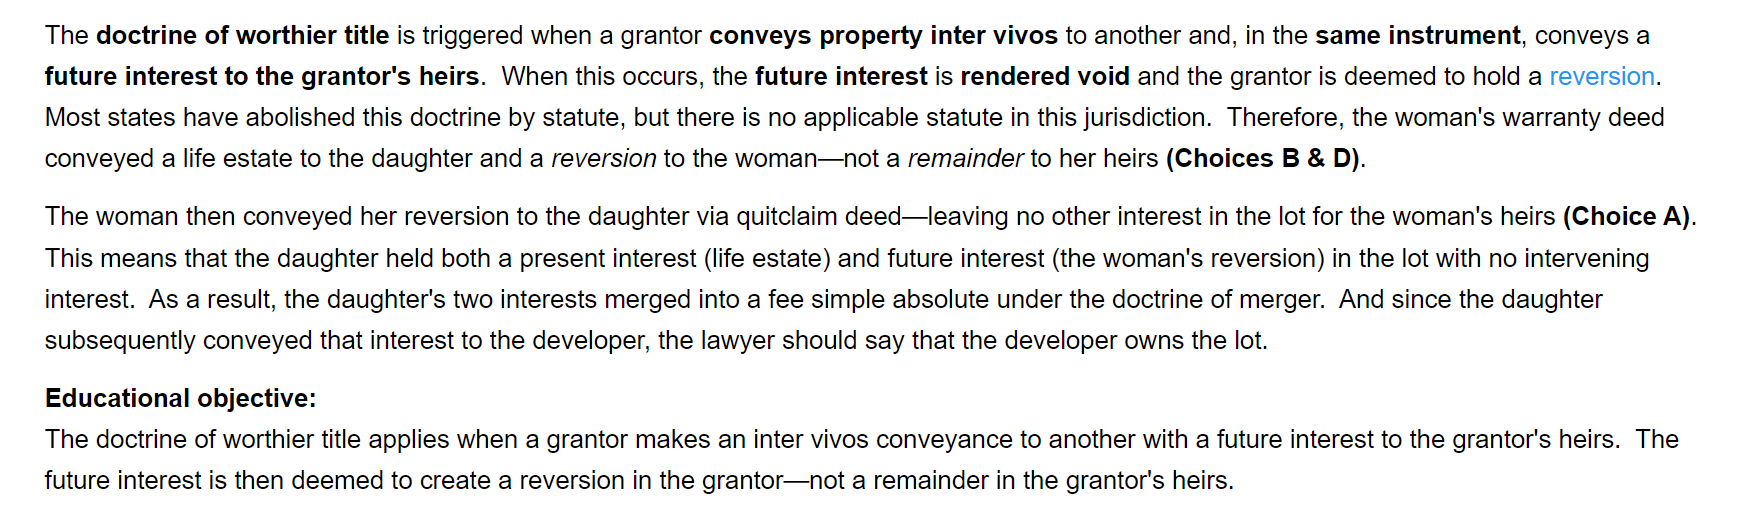 The doctrine of worthier title is triggered when a grantor conveys property inter vivos to another and, in the same instrument, conveys a
future interest to the grantor's heirs.  When this occurs, the future interest is rendered void and the grantor is deemed to hold a reversion.
Most states have abolished this doctrine by statute, but there is no applicable statute in this jurisdiction.  Therefore, the woman's warranty deed
conveyed a life estate to the daughter and a reversion to the woman—not a remainder to her heirs (Choices B & D).
The woman then conveyed her reversion to the daughter via quitclaim deed—leaving no other interest in the lot for the woman's heirs (Choice A).
This means that the daughter held both a present interest (life estate) and future interest (the woman's reversion) in the lot with no intervening
interest.  As a result, the daughter's two interests merged into a fee simple absolute under the doctrine of merger.  And since the daughter
subsequently conveyed that interest to the developer, the lawyer should say that the developer owns the lot.
Educational objective:
The doctrine of worthier title applies when a grantor makes an inter vivos conveyance to another with a future interest to the grantor's heirs.  The
future interest is then deemed to create a reversion in the grantor—not a remainder in the grantor's heirs.